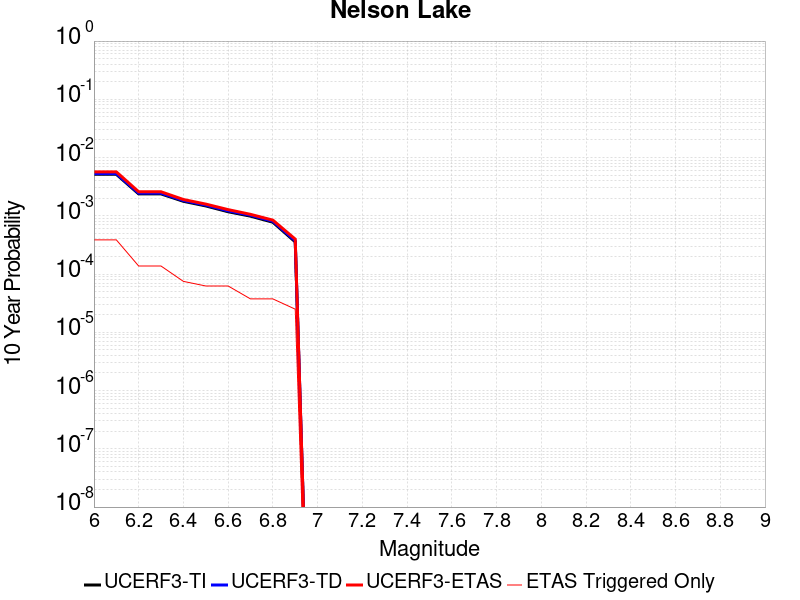 Nelson Lake
10^0
10^-1
10^-2
10^-3
10^-4
10^-5
10^-6
10^-7
10^-8
10 Year Probability
6 6.2 6.4 6.6 6.8 7 7.2 7.4 7.6 7.8 8 8.2 8.4 8.6 8.8 9
Magnitude
UCERF3-TI UCERF3-TD UCERF3-ETAS ETAS Triggered Only